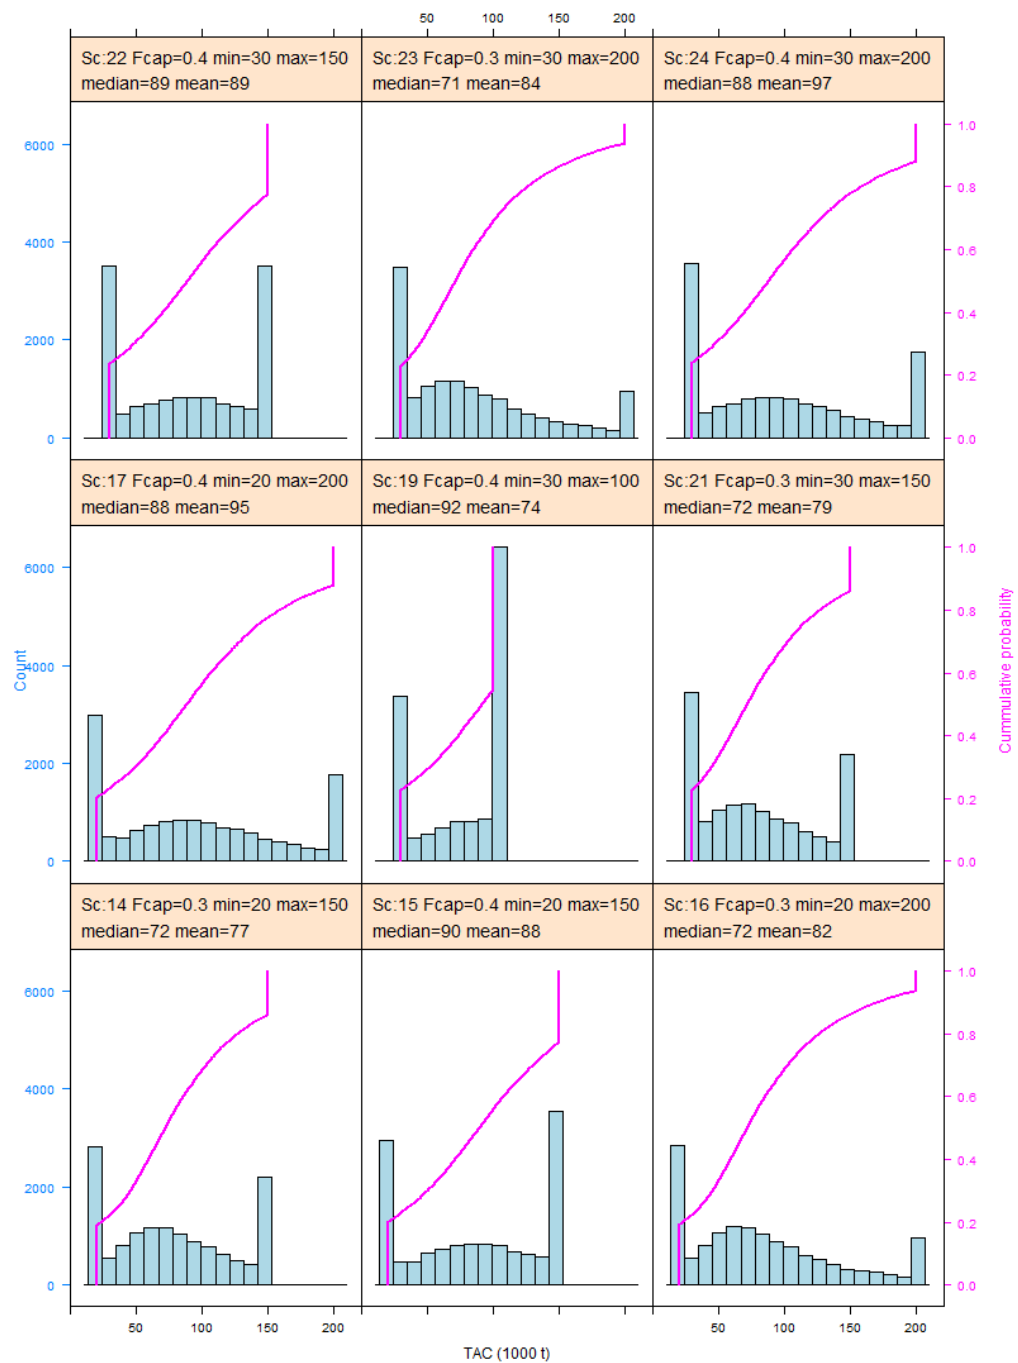 50 100 150 200
Sc:22 Fcap=0.4 min=30 max=150
median=89 mean=89
Sc:23 Fcap=0.3 min=30 max=200
median=71 mean=84
Sc:24 Fcap=0.4 min=30 max=200
median=88 mean=97
6000
4000
2000
0
1.0
0.8
0.6
0.4
0.2
0.0
Sc:17 Fcap=0.4 min=20 max=200
median=88 mean=95
Sc:19 Fcap=0.4 min=30 max=100
median=92 mean=74
Sc:21 Fcap=0.3 min=30 max=150
median=72 mean=79
Count
6000
4000
2000
0
1.0
0.8
0.6
0.4
0.2
0.0
Cummulative probability
Sc:14 Fcap=0.3 min=20 max=150
median=72 mean=77
Sc:15 Fcap=0.4 min=20 max=150
median=90 mean=88
Sc:16 Fcap=0.3 min=20 max=200
median=72 mean=82
6000
4000
2000
0
1.0
0.8
0.6
0.4
0.2
0.0
50 100 150 200
50 100 150 200
TAC (1000 t)